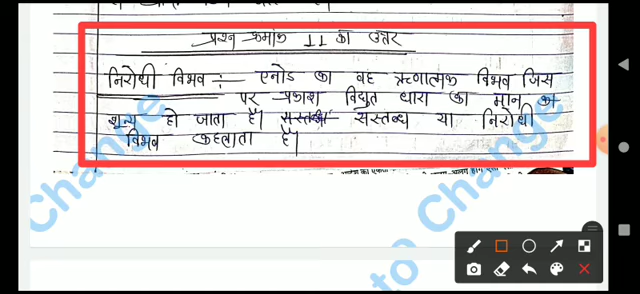 प्रश्न क्रमांक 11 का उत्तर
निरोधी विभव :- एनोड का वह ऋणात्मक विभव जिस
पर प्रकाश विद्युत धारा का मान का
शून्य हो जाता है। संस्तब्ध या निरोधी
विभव कहलाता है।
Change
to Change